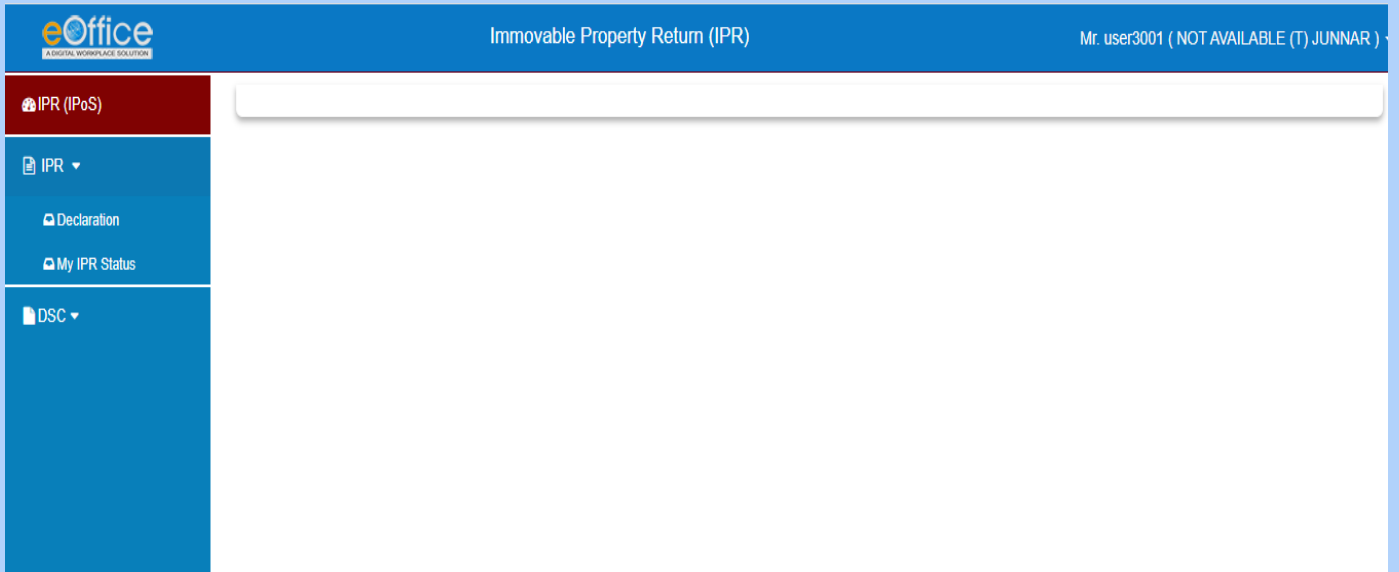 eOffice
A DIGITAL WORKPLACE SOLUTION
Immovable Property Return (IPR)
Mr. user3001 ( NOT AVAILABLE (T) JUNNAR )
IPR (IPoS)
IPR
Declaration
My IPR Status
DSC